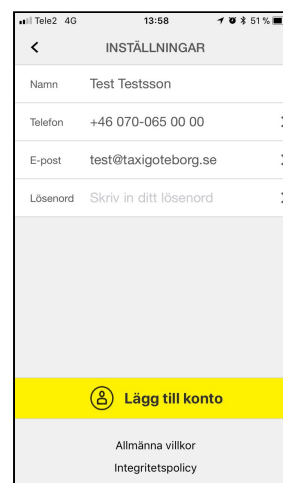 Tele2 4G 13:58 51 %
INSTÄLLNINGAR
Namn Test Testsson
Telefon +46 070-065 00 00
E-post test@taxigoteborg.se
Lösenord Skriv in ditt lösenord
Lägg till konto
Allmänna villkor
Integritetspolicy